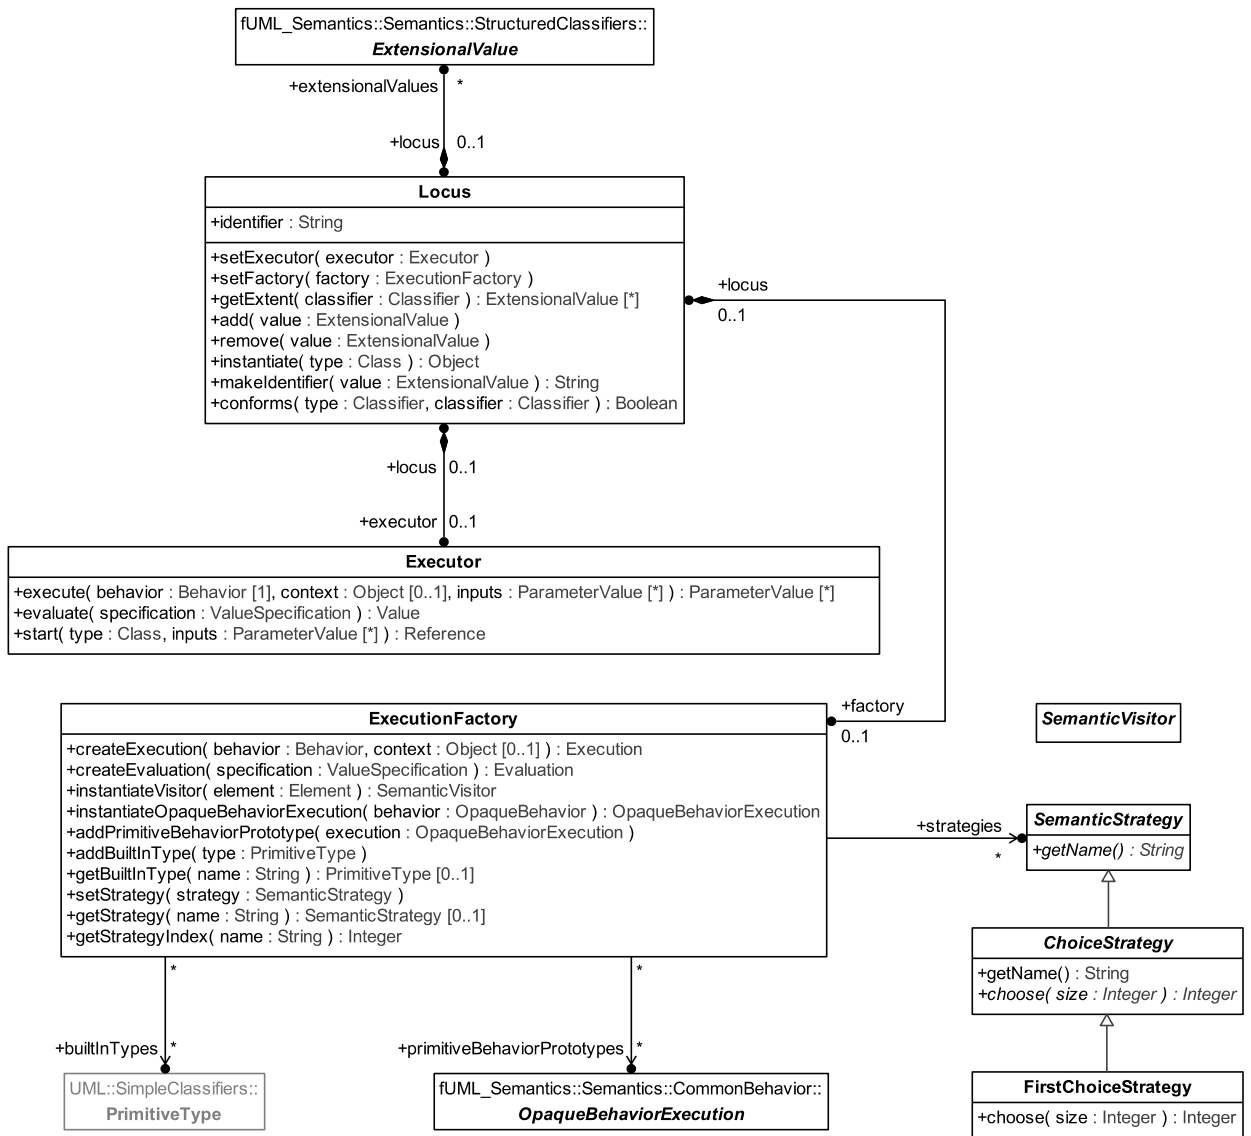 fUML_Semantics::Semantics::StructuredClassifiers::
ExtensionalValue
+extensionalValues
*
+locus
0..1
Locus
+identifier : String
+setExecutor( executor : Executor )
+setFactory( factory : ExecutionFactory )
+getExtent( classifier : Classifier ) : ExtensionalValue [*]
+add( value : ExtensionalValue )
+remove( value : ExtensionalValue )
+instantiate( type : Class ) : Object
+makeIdentifier( value : ExtensionalValue ) : String
+conforms( type : Classifier, classifier : Classifier ) : Boolean
+locus
0..1
+locus
0..1
+executor
0..1
Executor
+execute( behavior : Behavior [1], context : Object [0..1], inputs : ParameterValue [*] ) : ParameterValue [*]
+evaluate( specification : ValueSpecification ) : Value
+start( type : Class, inputs : ParameterValue [*] ) : Reference
+factory
0..1
ExecutionFactory
+createExecution( behavior : Behavior, context : Object [0..1] ) : Execution
+createEvaluation( specification : ValueSpecification ) : Evaluation
+instantiateVisitor( element : Element ) : SemanticVisitor
+instantiateOpaqueBehaviorExecution( behavior : OpaqueBehavior ) : OpaqueBehaviorExecution
+addPrimitiveBehaviorPrototype( execution : OpaqueBehaviorExecution )
+addBuiltInType( type : PrimitiveType )
+getBuiltInType( name : String ) : PrimitiveType [0..1]
+setStrategy( strategy : SemanticStrategy )
+getStrategy( name : String ) : SemanticStrategy [0..1]
+getStrategyIndex( name : String ) : Integer
SemanticVisitor
+strategies
*
SemanticStrategy
+getName() : String
ChoiceStrategy
+getName() : String
+choose( size : Integer ) : Integer
FirstChoiceStrategy
+choose( size : Integer ) : Integer
*
*
+builtInTypes
*
+primitiveBehaviorPrototypes
*
UML::SimpleClassifiers::
PrimitiveType
fUML_Semantics::Semantics::CommonBehavior::
OpaqueBehaviorExecution